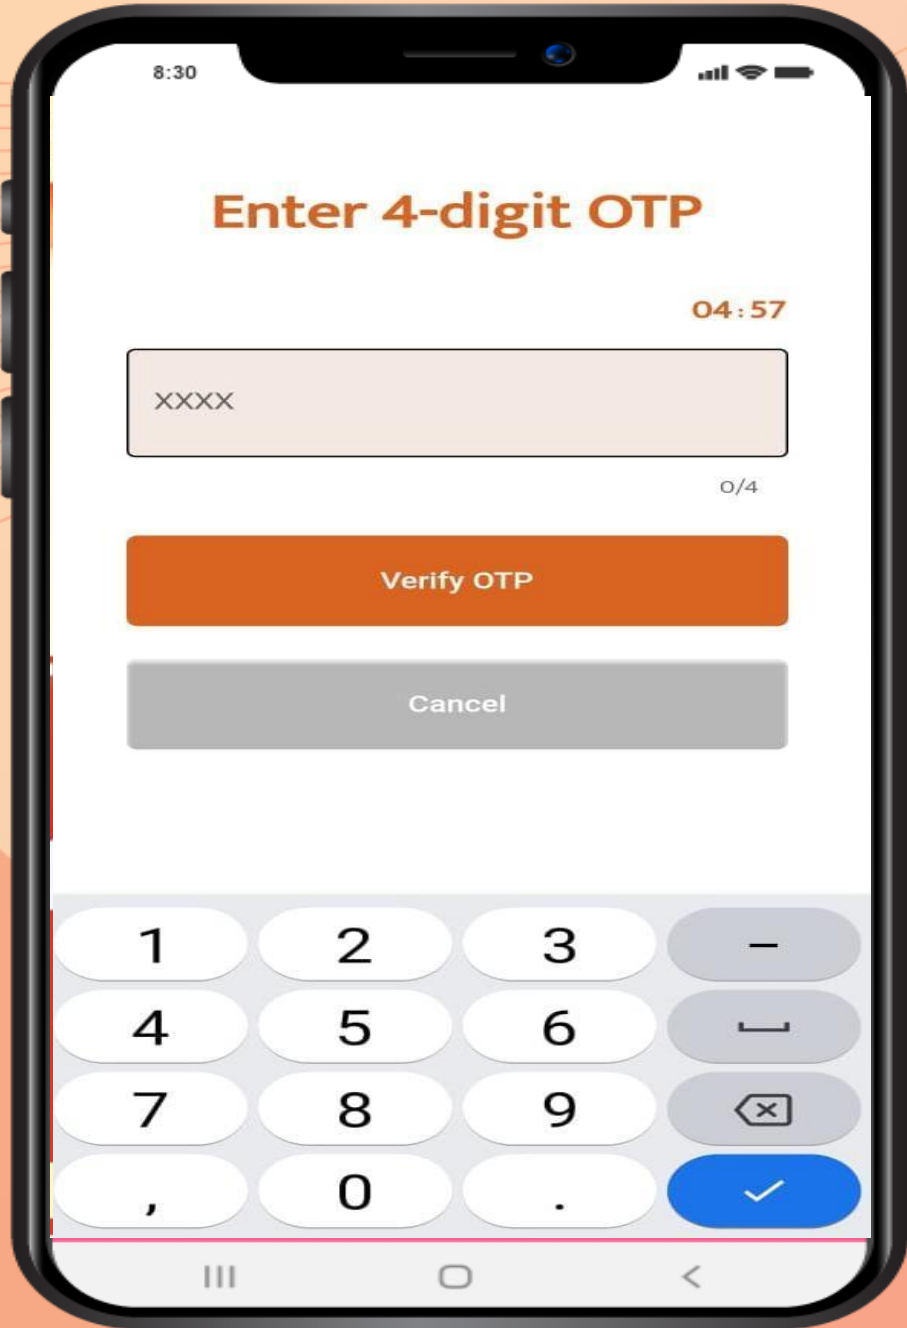 8:30
Enter 4-digit OTP
04:57
xxxx
0/4
Verify OTP
Cancel
1 2 3 –
4 5 6
7 8 9
, 0 .